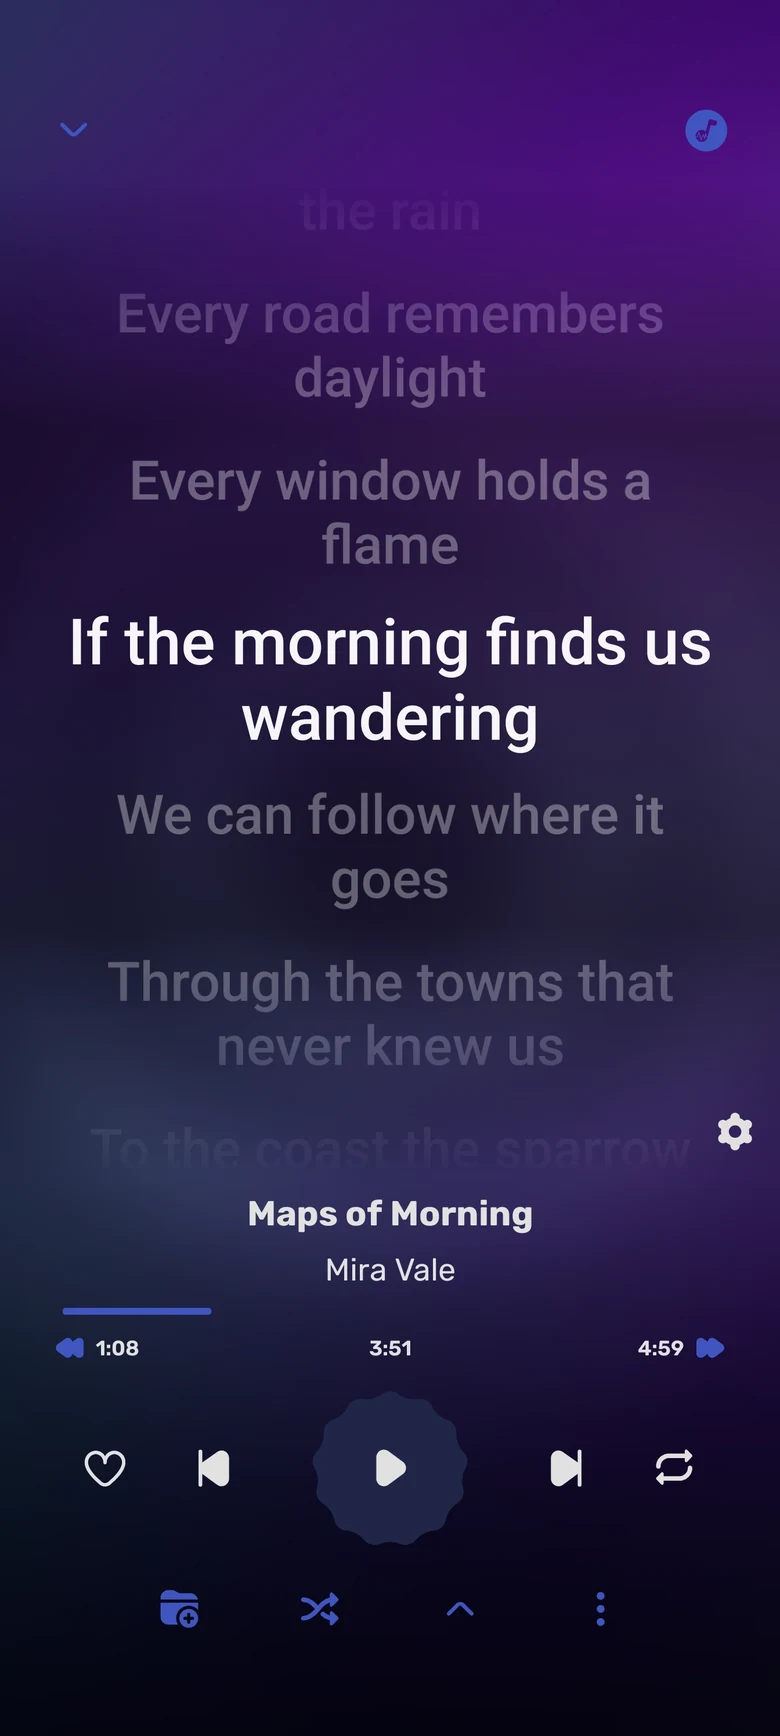 the rain
Every road remembers
daylight
Every window holds a
flame
If the morning finds us
wandering
We can follow where it
goes
Through the towns that
never knew us
To the coast the sparrow
Maps of Morning
Mira Vale
1:08
3:51
4:59